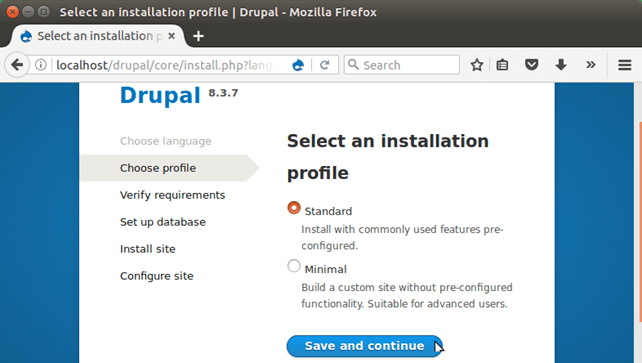 Select an installation profile | Drupal - Mozilla Firefox
Select an installation p
localhost/drupal/core/install.php?lang
Search
Drupal 8.3.7
Choose language
Choose profile
Verify requirements
Set up database
Install site
Configure site
Select an installation
profile
Standard
Install with commonly used features pre-
configured.
Minimal
Build a custom site without pre-configured
functionality. Suitable for advanced users.
Save and continue